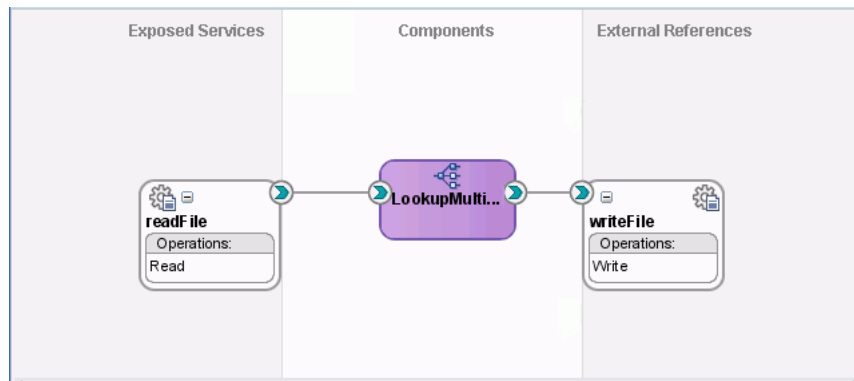 Exposed Services
Components
External References
readFile
Operations:
Read
LookupMulti...
writeFile
Operations:
Write